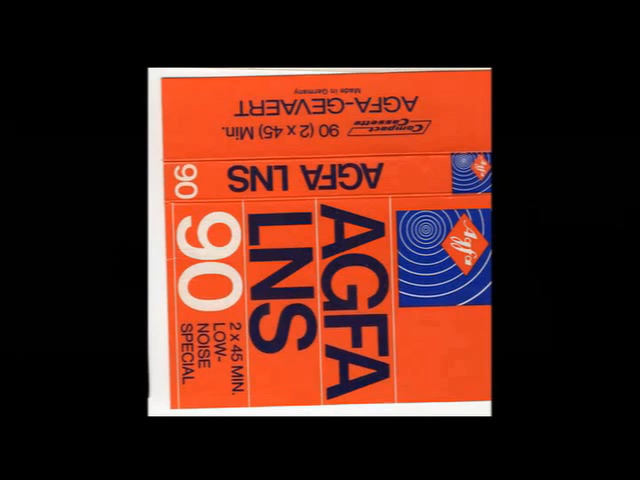 AGFA-GEVAERT
Made in Germany
90 (2 x 45) Min.
Compact
Cassette
90
AGFA LNS
Agfa
AGFA
LNS
90
2 x 45 MIN.
LOW-
NOISE
SPECIAL